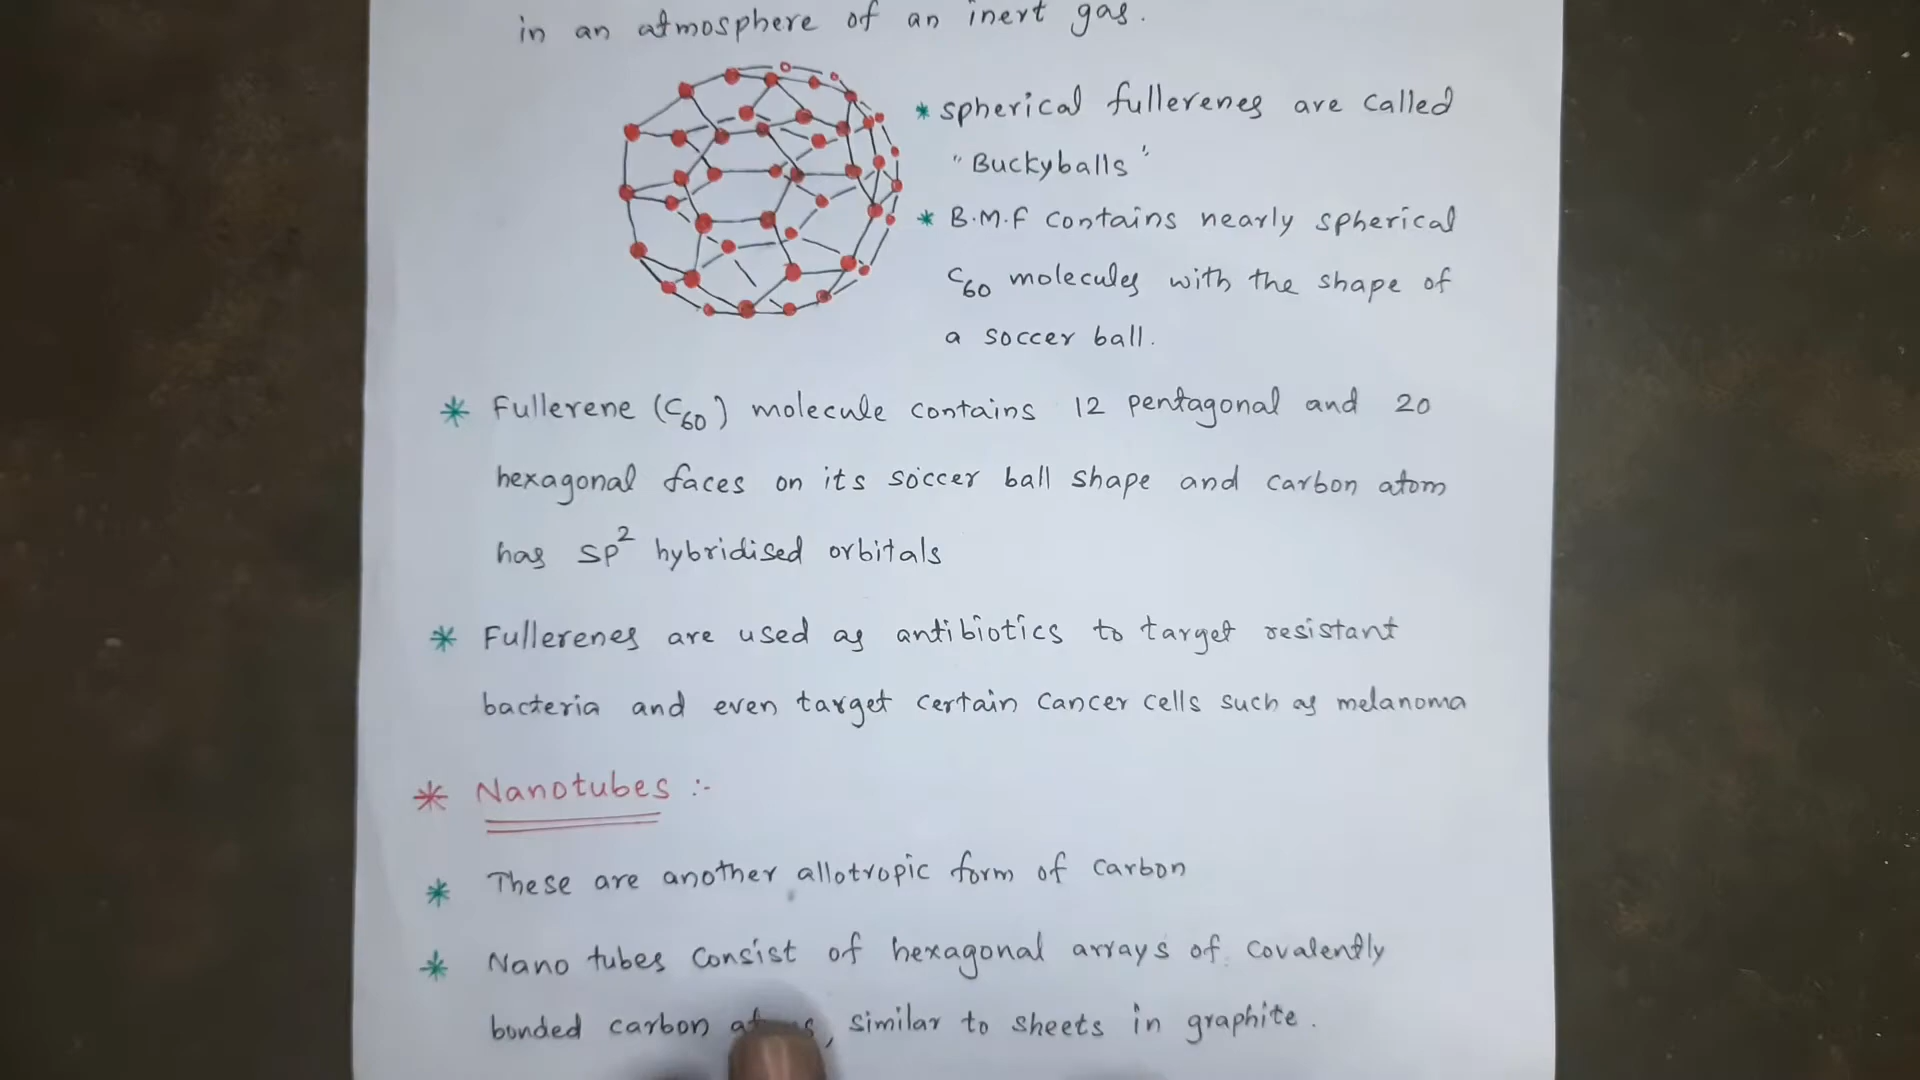 in an atmosphere of an inert gas.
* spherical fullerenes are called
"Buckyballs"
* B.M.F contains nearly spherical
C60 molecules with the shape of
a soccer ball.
* Fullerene (C60) molecule contains 12 pentagonal and 20
hexagonal faces on its soccer ball shape and carbon atom
has sp² hybridised orbitals
* Fullerenes are used as antibiotics to target resistant
bacteria and even target certain cancer cells such as melanoma
* Nanotubes :-
* These are another allotropic form of carbon
* Nano tubes consist of hexagonal arrays of covalently
bonded carbon , similar to sheets in graphite.